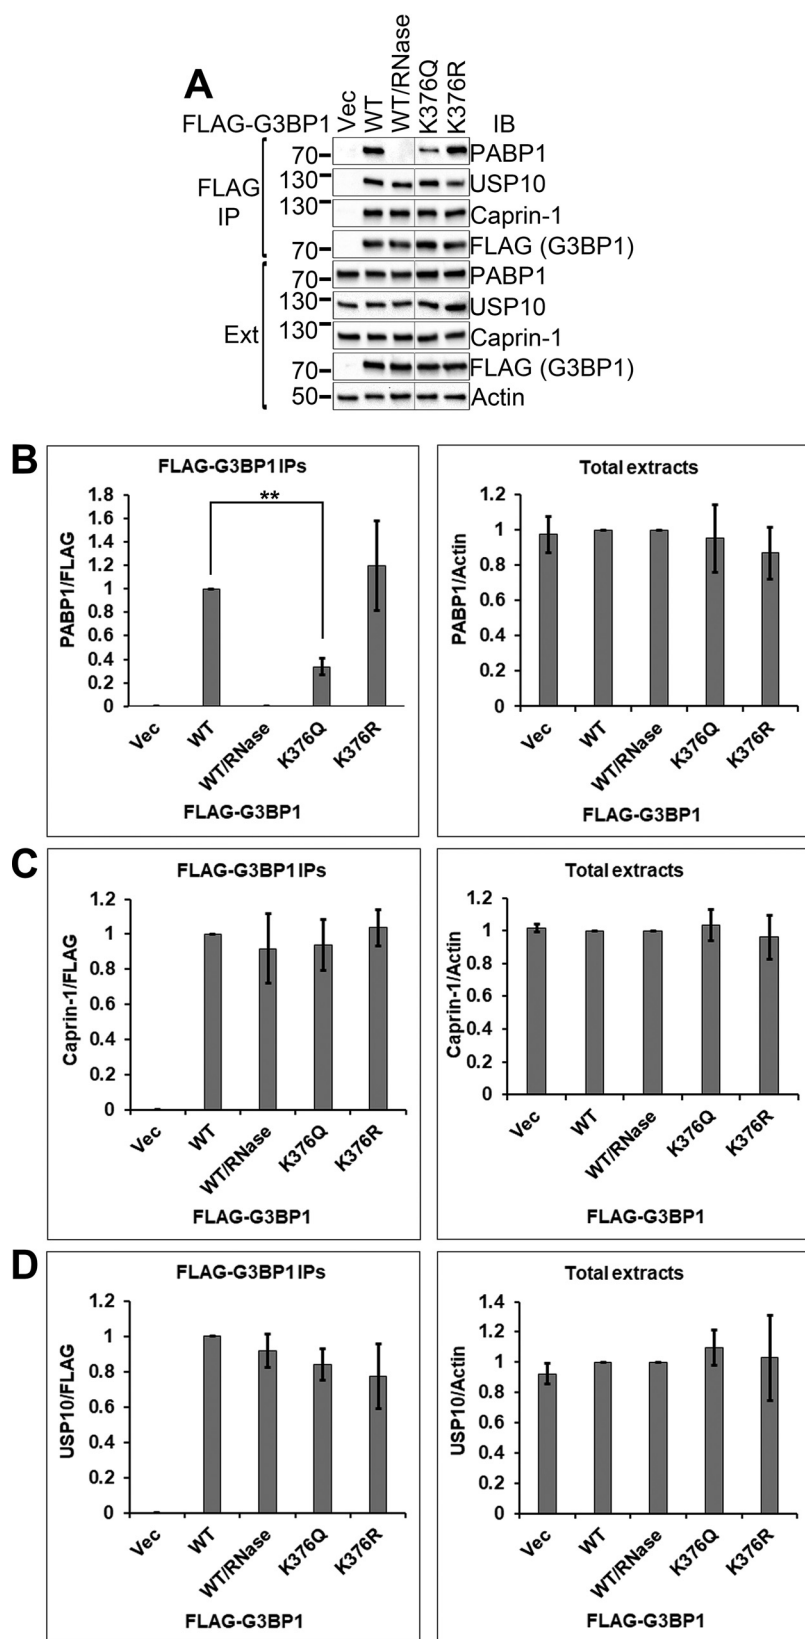 A
Vec
WT
WT/RNase
K376Q
K376R
FLAG-G3BP1
IB
FLAG
IP
70
PABP1
130
USP10
130
Caprin-1
70
FLAG (G3BP1)
Ext
70
PABP1
130
USP10
130
Caprin-1
70
FLAG (G3BP1)
50
Actin
B
FLAG-G3BP1 IPs
PABP1/FLAG
1.8
1.6
1.4
1.2
1
0.8
0.6
0.4
0.2
0
**
Vec
WT
WT/RNase
K376Q
K376R
FLAG-G3BP1
Total extracts
PABP1/Actin
1.2
1
0.8
0.6
0.4
0.2
0
Vec
WT
WT/RNase
K376Q
K376R
FLAG-G3BP1
C
FLAG-G3BP1 IPs
Caprin-1/FLAG
1.2
1
0.8
0.6
0.4
0.2
0
Vec
WT
WT/RNase
K376Q
K376R
FLAG-G3BP1
Total extracts
Caprin-1/Actin
1.2
1
0.8
0.6
0.4
0.2
0
Vec
WT
WT/RNase
K376Q
K376R
FLAG-G3BP1
D
FLAG-G3BP1 IPs
USP10/FLAG
1.2
1
0.8
0.6
0.4
0.2
0
Vec
WT
WT/RNase
K376Q
K376R
FLAG-G3BP1
Total extracts
USP10/Actin
1.4
1.2
1
0.8
0.6
0.4
0.2
0
Vec
WT
WT/RNase
K376Q
K376R
FLAG-G3BP1